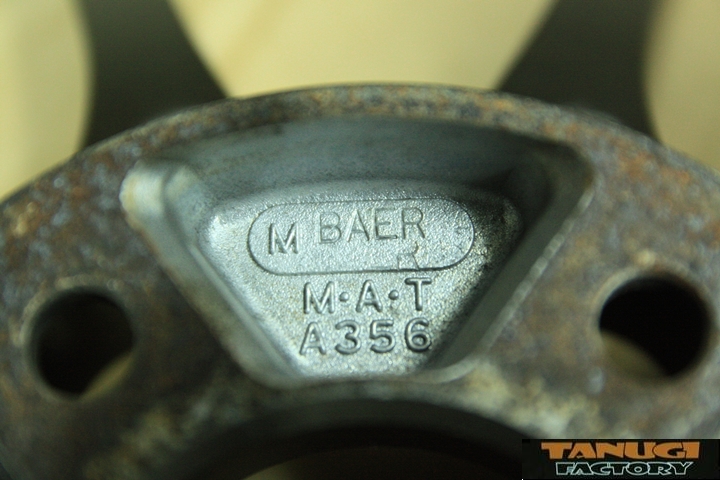 M BAER
M·A·T
A356
TANUGI
FACTORY